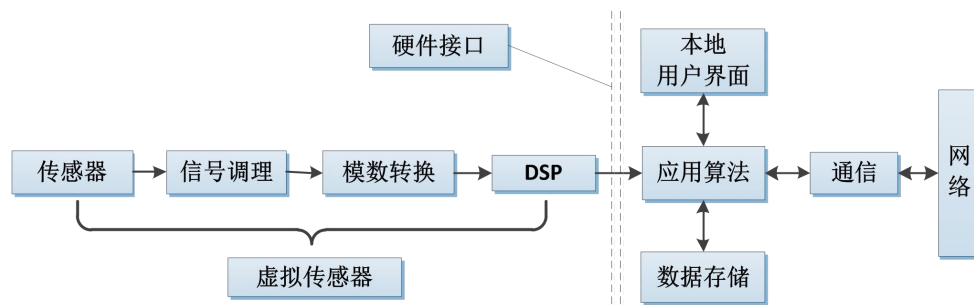 硬件接口
本地
用户界面
传感器
信号调理
模数转换
DSP
应用算法
通信
网
络
虚拟传感器
数据存储